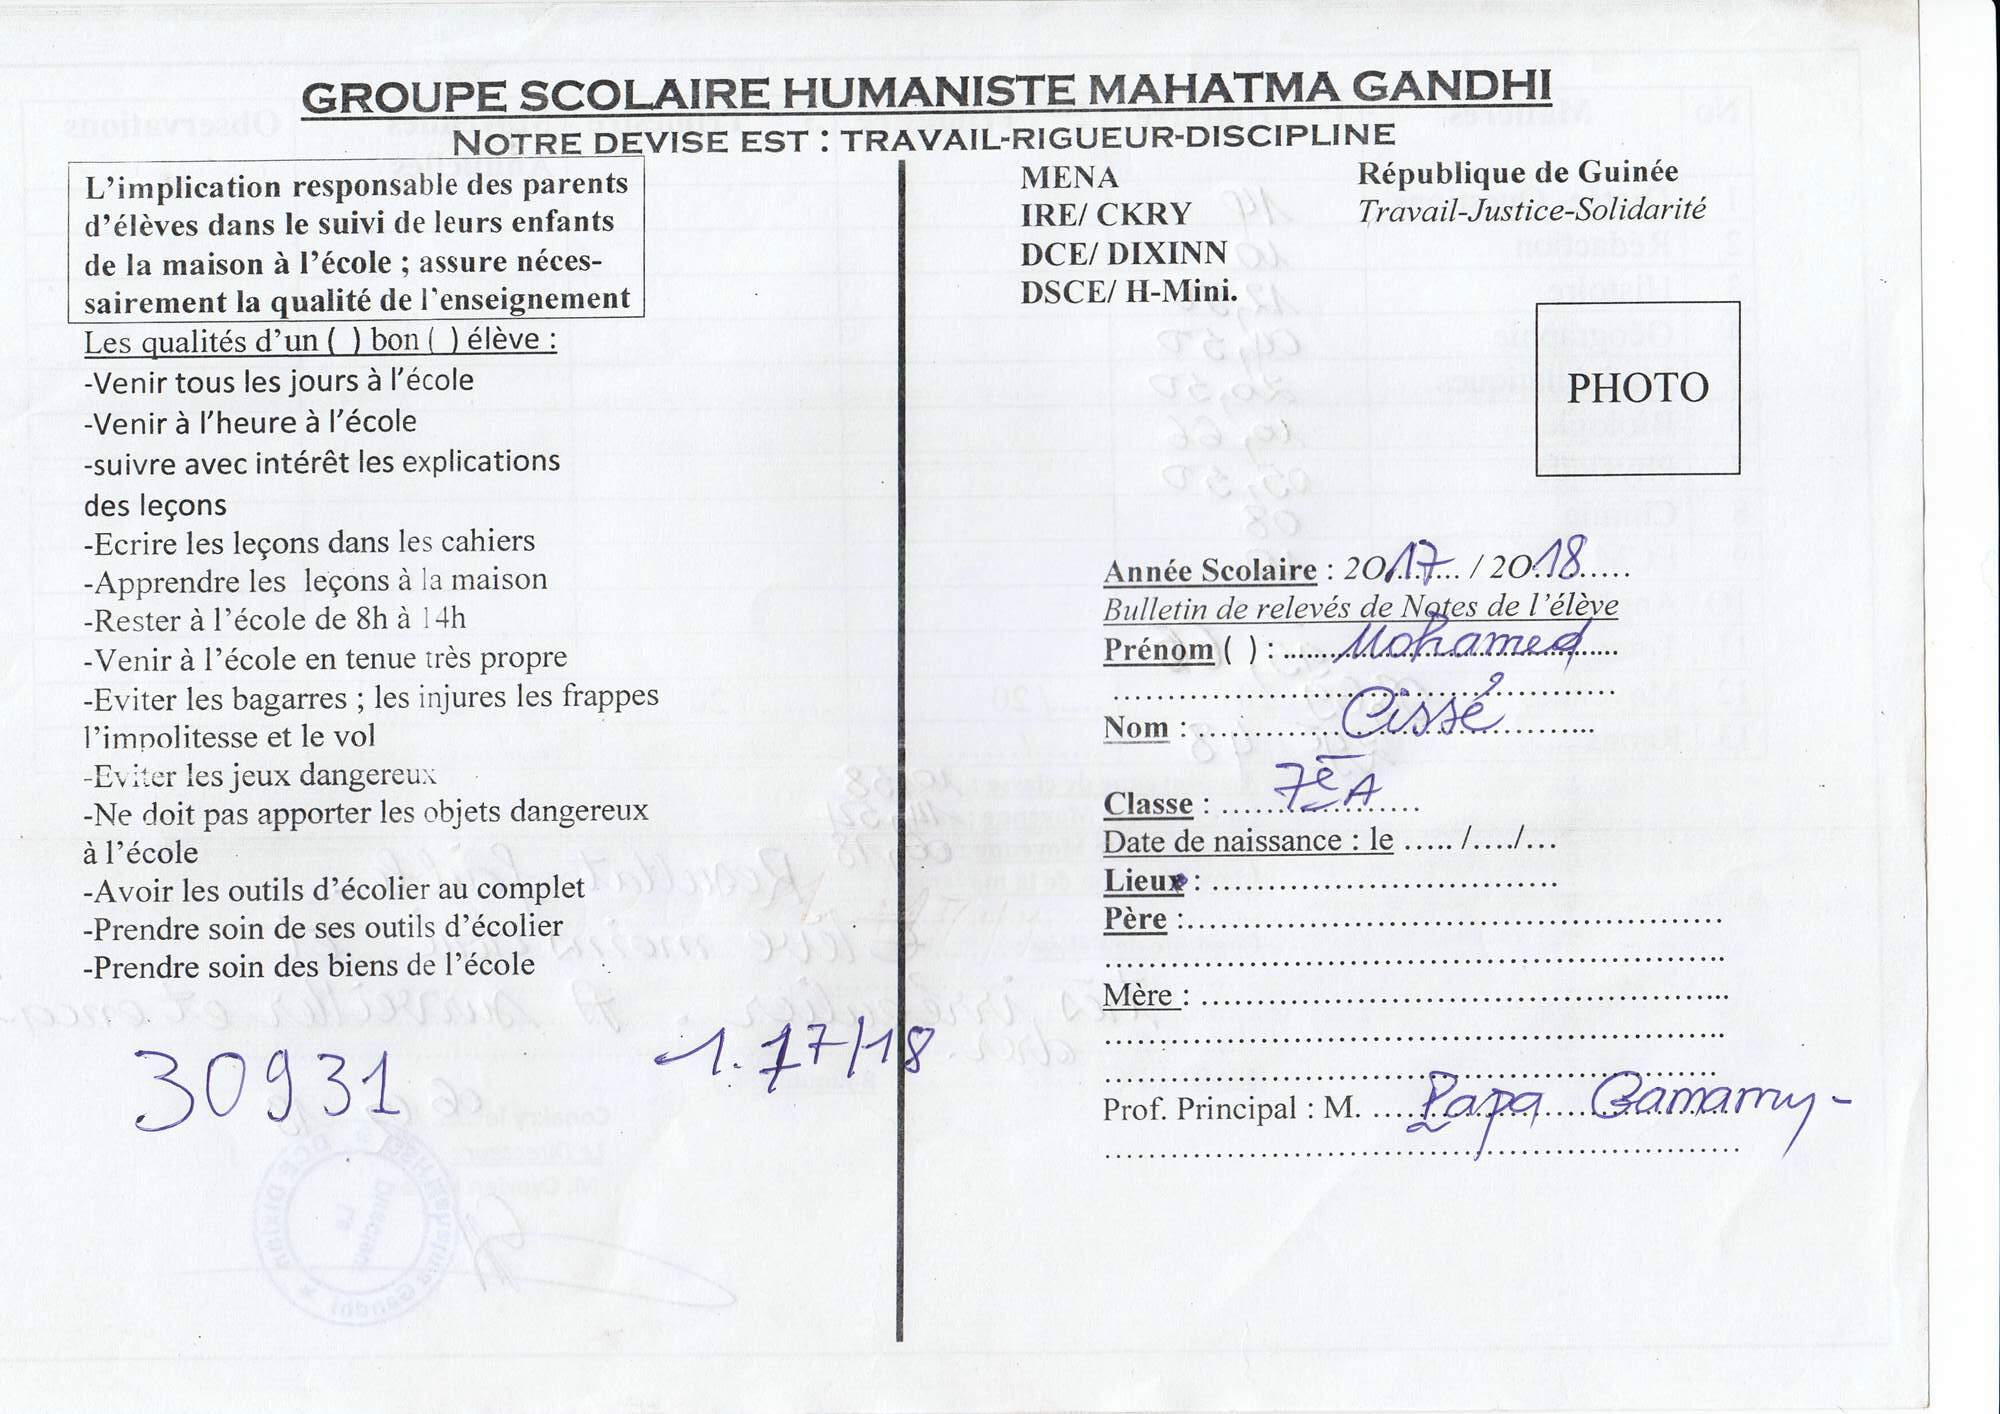 GROUPE SCOLAIRE HUMANISTE MAHATMA GANDHI
NOTRE DEVISE EST : TRAVAIL-RIGUEUR-DISCIPLINE
L'implication responsable des parents
d'élèves dans le suivi de leurs enfants
de la maison à l'école ; assure néces-
sairement la qualité de l'enseignement
Les qualités d'un ( ) bon ( ) élève :
-Venir tous les jours à l'école
-Venir à l'heure à l'école
-suivre avec intérêt les explications
des leçons
-Ecrire les leçons dans les cahiers
-Apprendre les leçons à la maison
-Rester à l'école de 8h à 14h
-Venir à l'école en tenue très propre
-Eviter les bagarres ; les injures les frappes
l'impolitesse et le vol
-Eviter les jeux dangereux
-Ne doit pas apporter les objets dangereux
à l'école
-Avoir les outils d'écolier au complet
-Prendre soin de ses outils d'écolier
-Prendre soin des biens de l'école
30931
1. 17/18
MENA
IRE/ CKRY
DCE/ DIXINN
DSCE/ H-Mini.
République de Guinée
Travail-Justice-Solidarité
PHOTO
Année Scolaire : 2017 / 2018
Bulletin de relevés de Notes de l'élève
Prénom ( ) : Mohamed
Nom : Cissé
Classe : 7è A
Date de naissance : le ..... /..../...
Lieux :
Père :
Mère :
Prof. Principal : M. Papa Camamy -